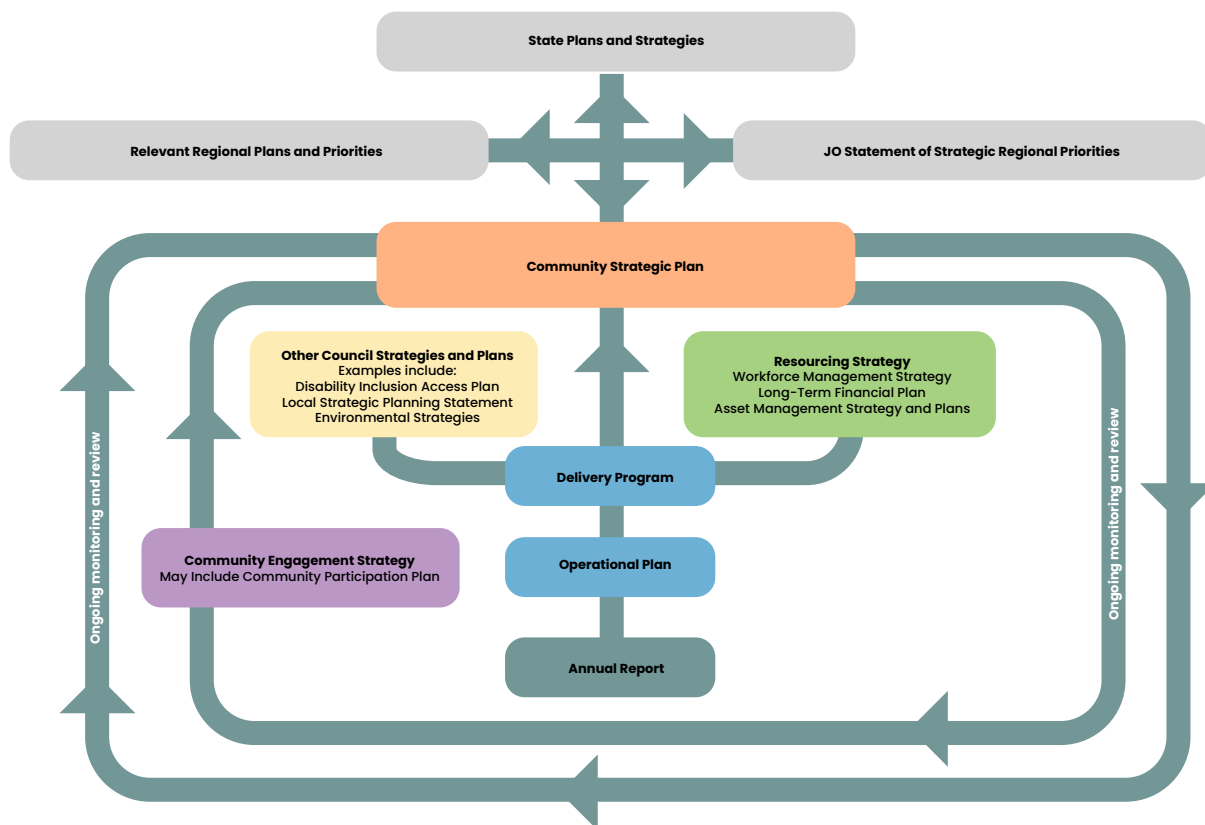 State Plans and Strategies
Relevant Regional Plans and Priorities
JO Statement of Strategic Regional Priorities
Community Strategic Plan
Other Council Strategies and Plans
Examples include:
Disability Inclusion Access Plan
Local Strategic Planning Statement
Environmental Strategies
Resourcing Strategy
Workforce Management Strategy
Long-Term Financial Plan
Asset Management Strategy and Plans
Delivery Program
Ongoing monitoring and review
Community Engagement Strategy
May Include Community Participation Plan
Operational Plan
Ongoing monitoring and review
Annual Report